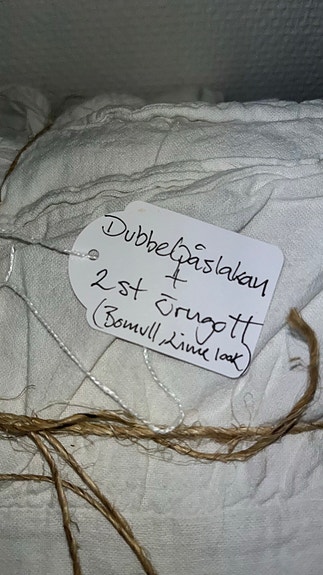 Dubbelpåslakan
+
2 st Örngott
(Bomull, Linne look)